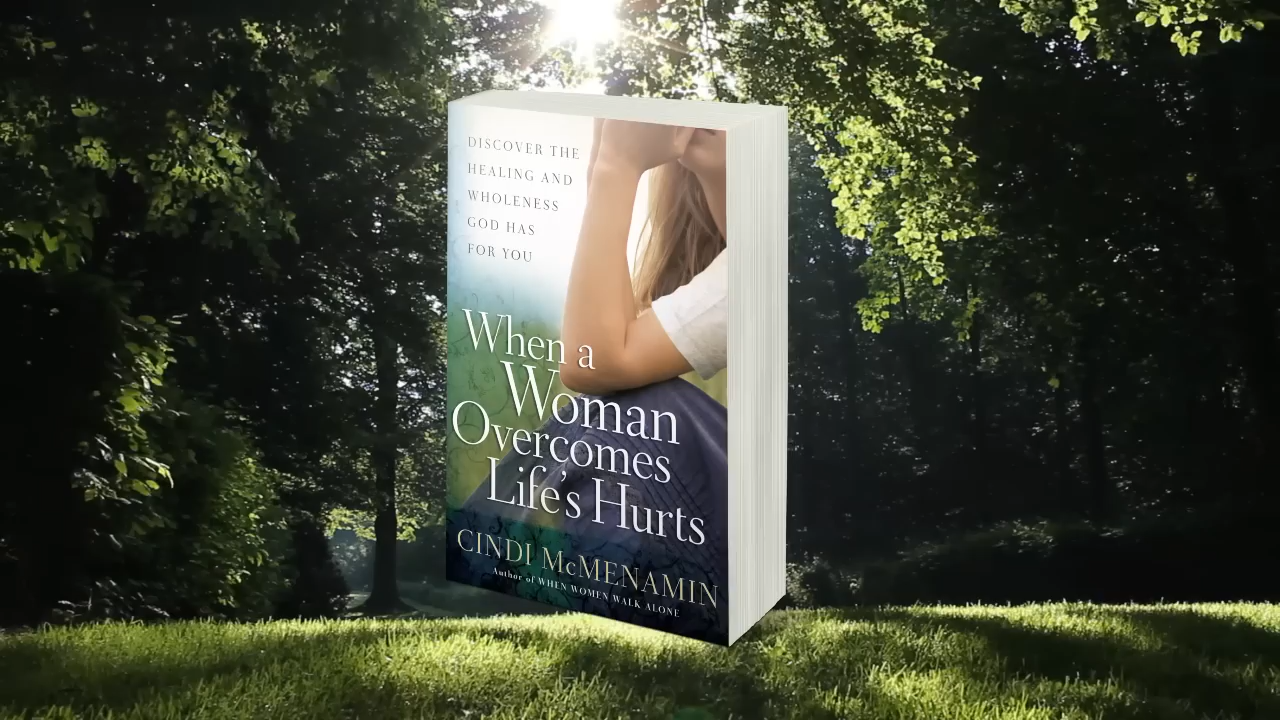 DISCOVER THE
HEALING AND
WHOLENESS
GOD HAS
FOR YOU
When a
Woman
Overcomes
Life's Hurts
CINDI McMENAMIN
Author of WHEN WOMEN WALK ALONE